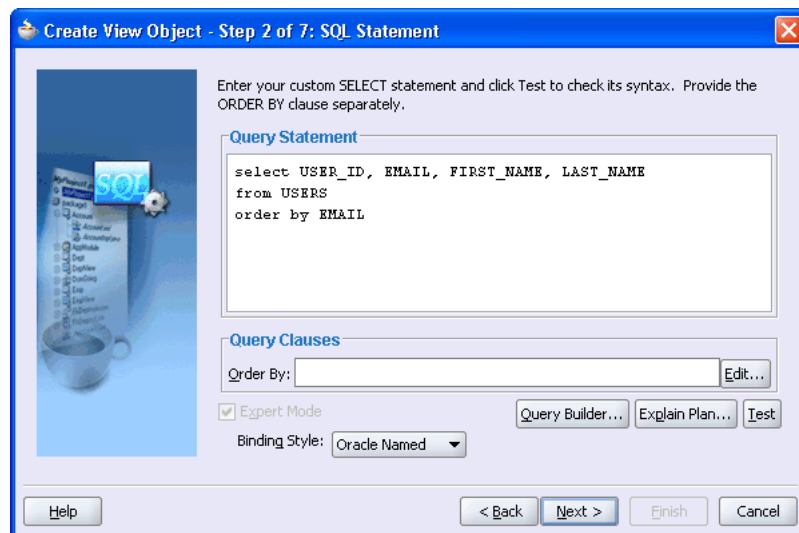 Create View Object - Step 2 of 7: SQL Statement
Enter your custom SELECT statement and click Test to check its syntax. Provide the
ORDER BY clause separately.
Query Statement
select USER_ID, EMAIL, FIRST_NAME, LAST_NAME
from USERS
order by EMAIL
SQL
Query Clauses
Order By:
Edit...
Expert Mode
Query Builder...
Explain Plan...
Test
Binding Style:
Oracle Named
Help
< Back
Next >
Finish
Cancel